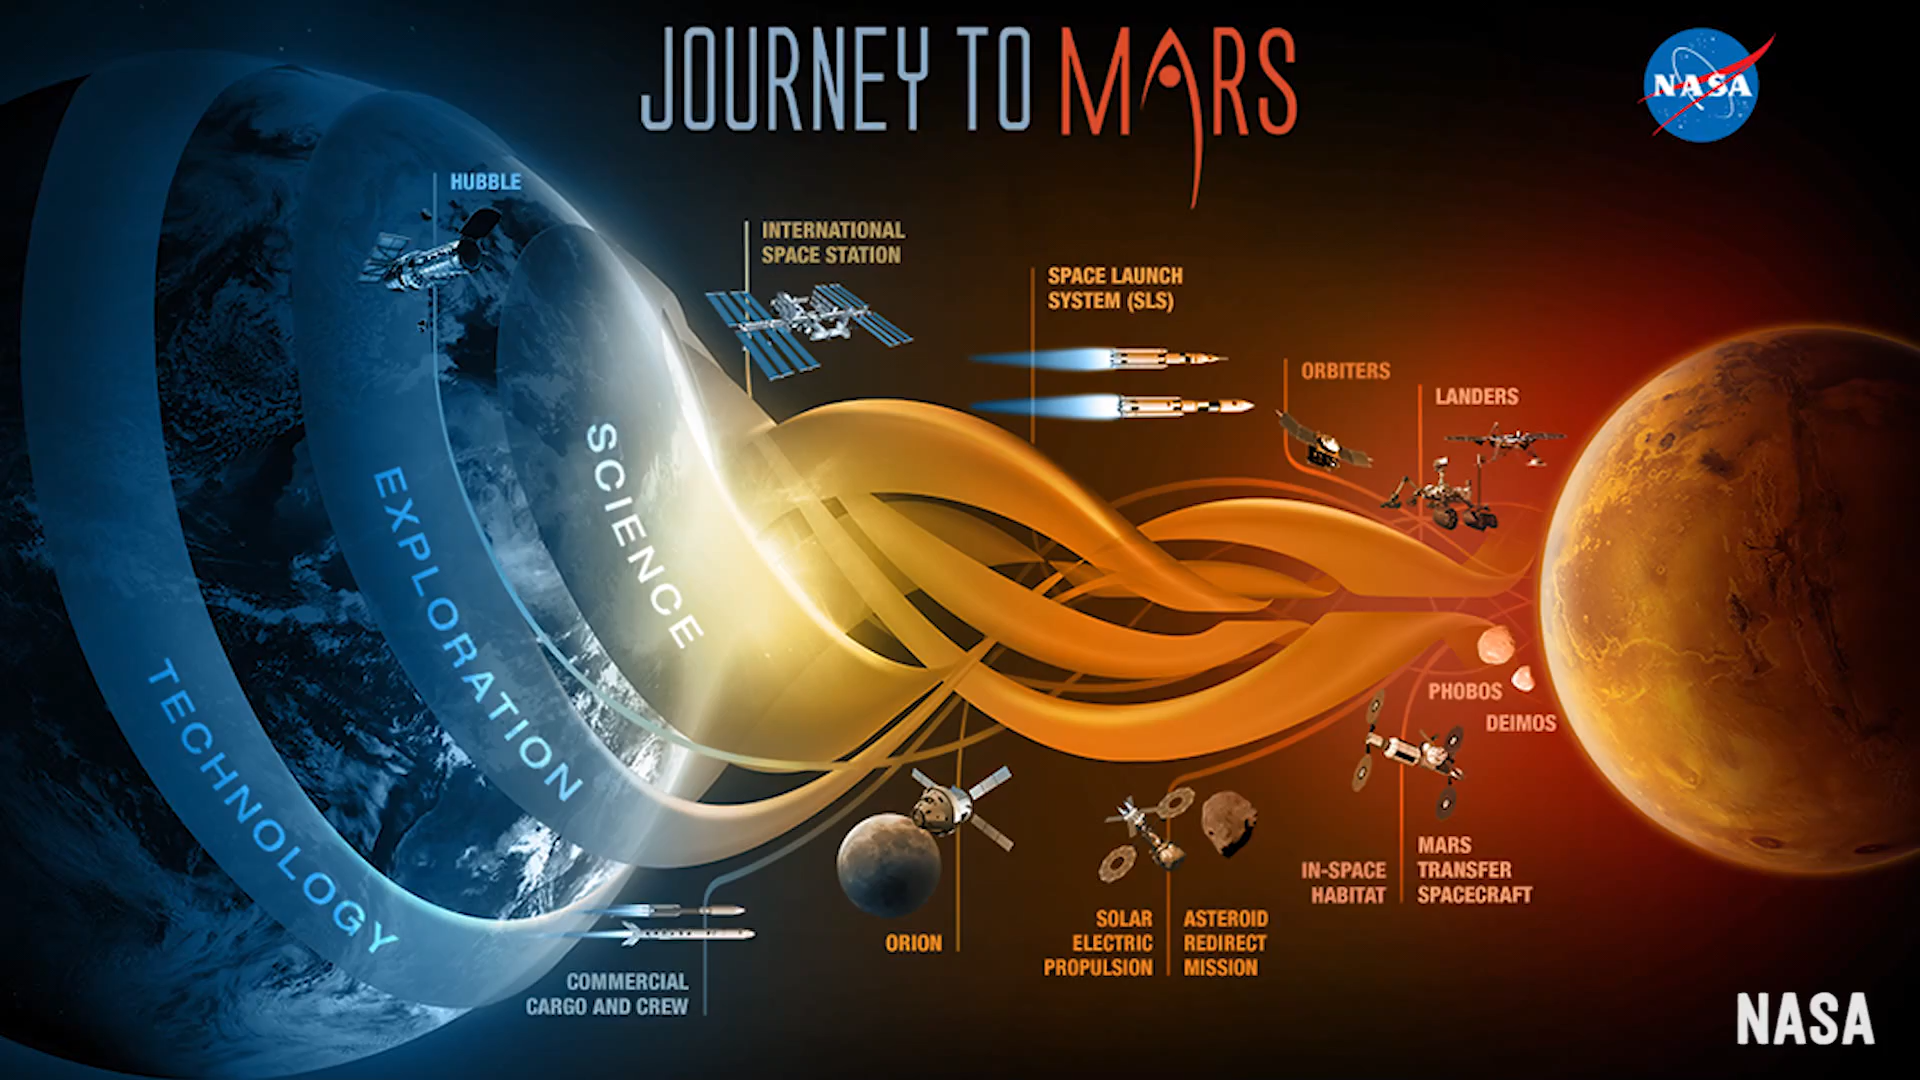 JOURNEY TO MARS
NASA
HUBBLE
INTERNATIONAL
SPACE STATION
SPACE LAUNCH
SYSTEM (SLS)
ORBITERS
LANDERS
SCIENCE
EXPLORATION
TECHNOLOGY
PHOBOS
DEIMOS
COMMERCIAL
CARGO AND CREW
ORION
SOLAR
ELECTRIC
PROPULSION
ASTEROID
REDIRECT
MISSION
IN-SPACE
HABITAT
MARS
TRANSFER
SPACECRAFT
NASA